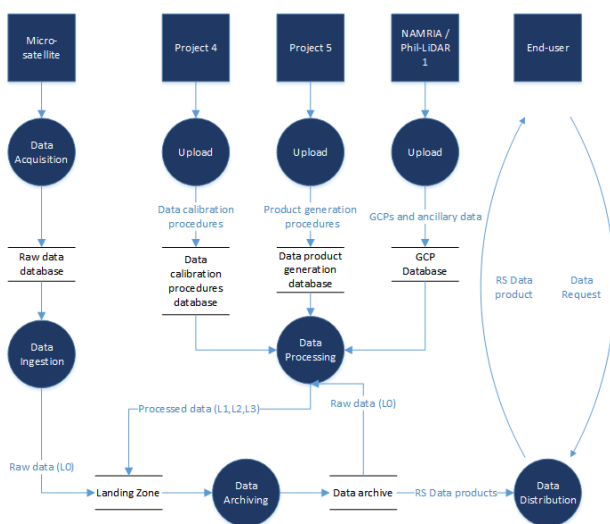 Micro-
satellite
Project 4
Project 5
NAMRIA /
Phil-LiDAR
1
End-user
Data
Acquisition
Upload
Upload
Upload
Data calibration
procedures
Product generation
procedures
GCPs and ancillary data
Raw data
database
Data
calibration
procedures
database
Data product
generation
database
GCP
Database
RS Data
product
Data
Request
Data
Ingestion
Data
Processing
Processed data (L1,L2,L3)
Raw data (L0)
Raw data (L0)
Landing Zone
Data
Archiving
Data archive
RS Data products
Data
Distribution